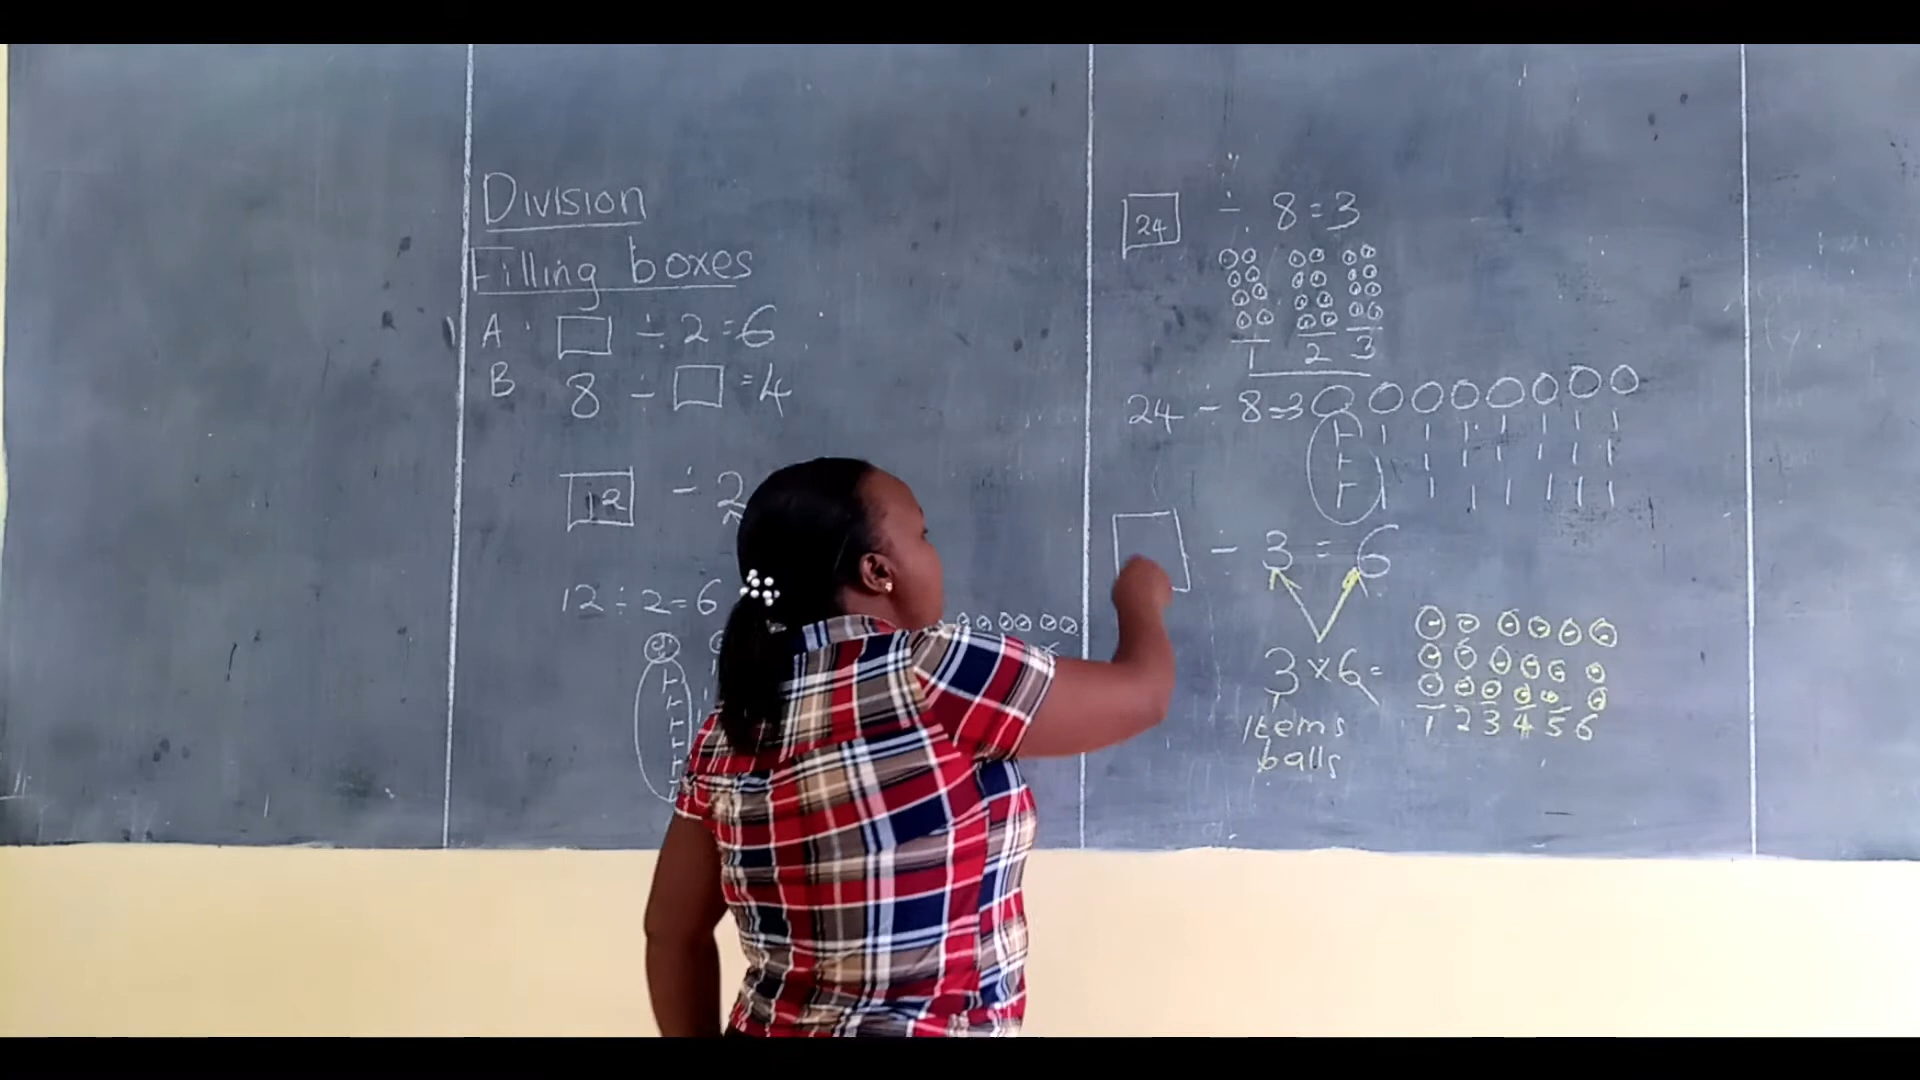 Division
Filling boxes
A □ ÷ 2 = 6
B 8 ÷ □ = 4
12 ÷ 2
12 ÷ 2 = 6
24 ÷ 8 = 3
1 2 3
24 ÷ 8 = 3
□ ÷ 3 = 6
3 × 6 =
1 2 3 4 5 6
Items
balls